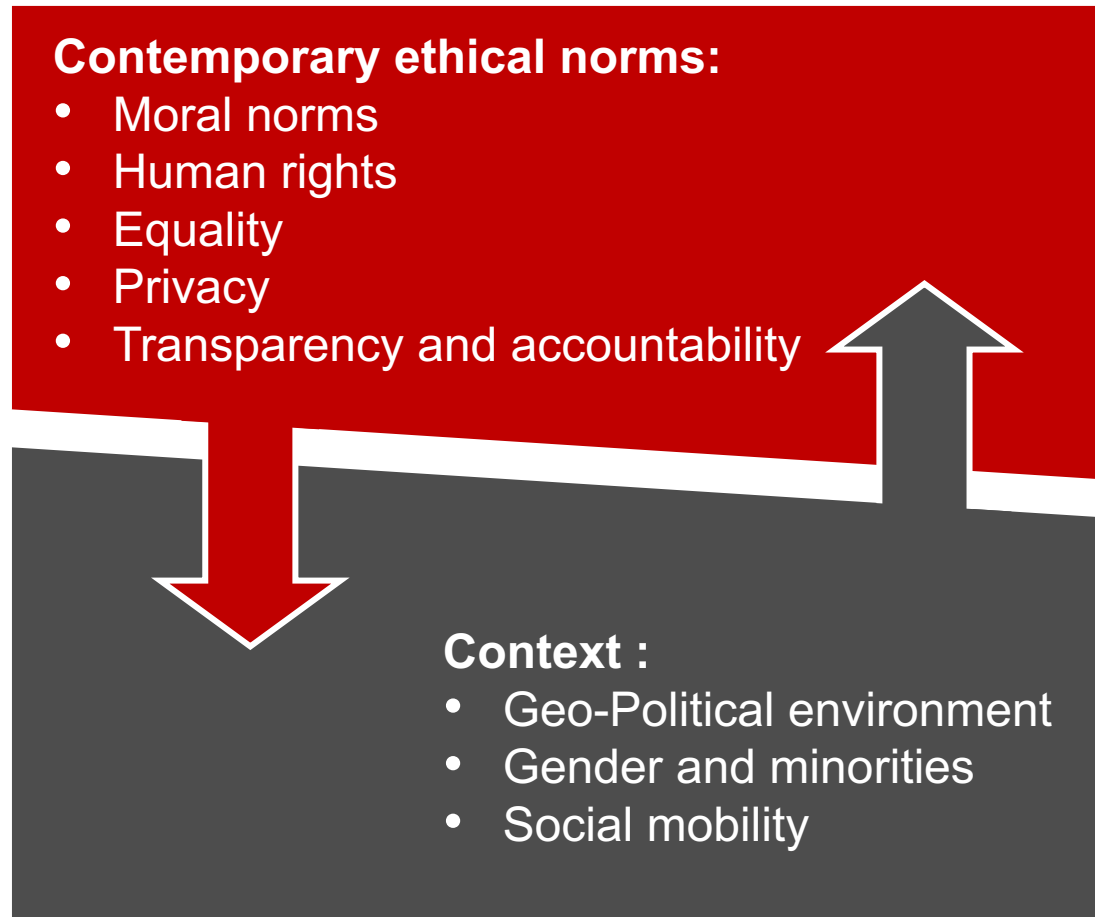 Contemporary ethical norms:
• Moral norms
• Human rights
• Equality
• Privacy
• Transparency and accountability
Context :
• Geo-Political environment
• Gender and minorities
• Social mobility